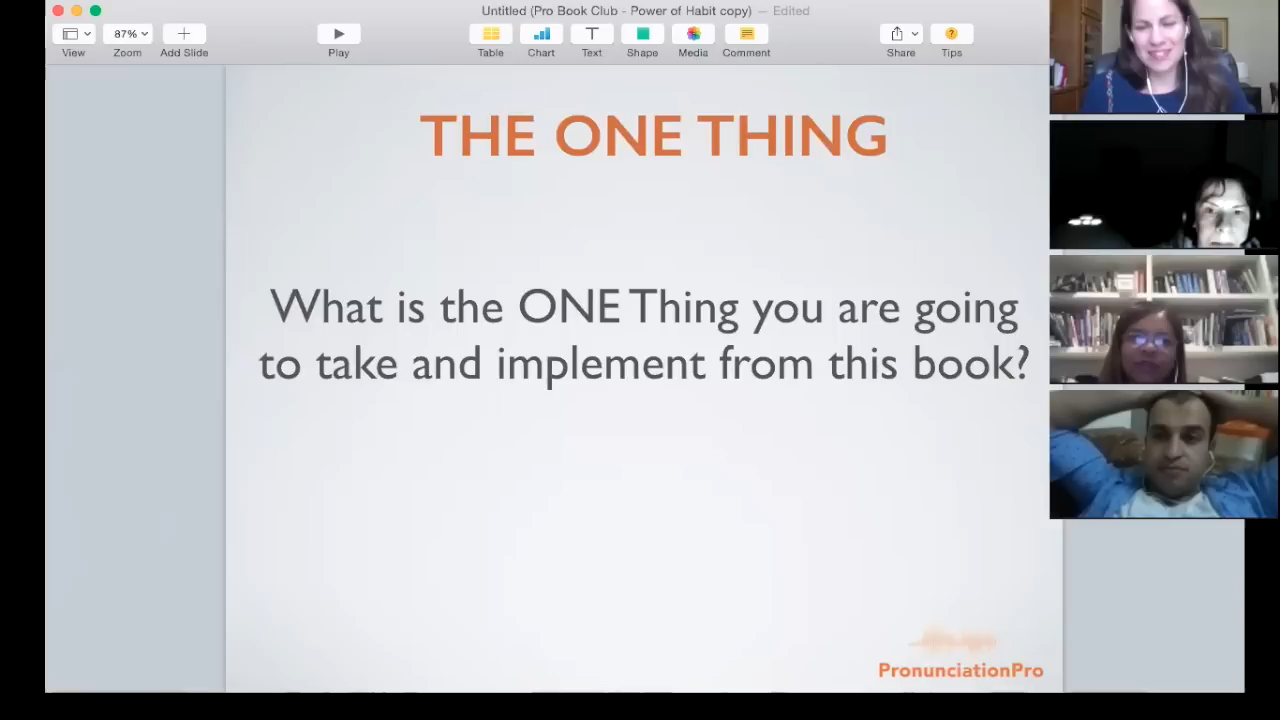 Untitled (Pro Book Club - Power of Habit copy) — Edited
87%
View
Zoom
Add Slide
Play
Table
Chart
Text
Shape
Media
Comment
Share
Tips
THE ONE THING
What is the ONE Thing you are going
to take and implement from this book?
PronunciationPro